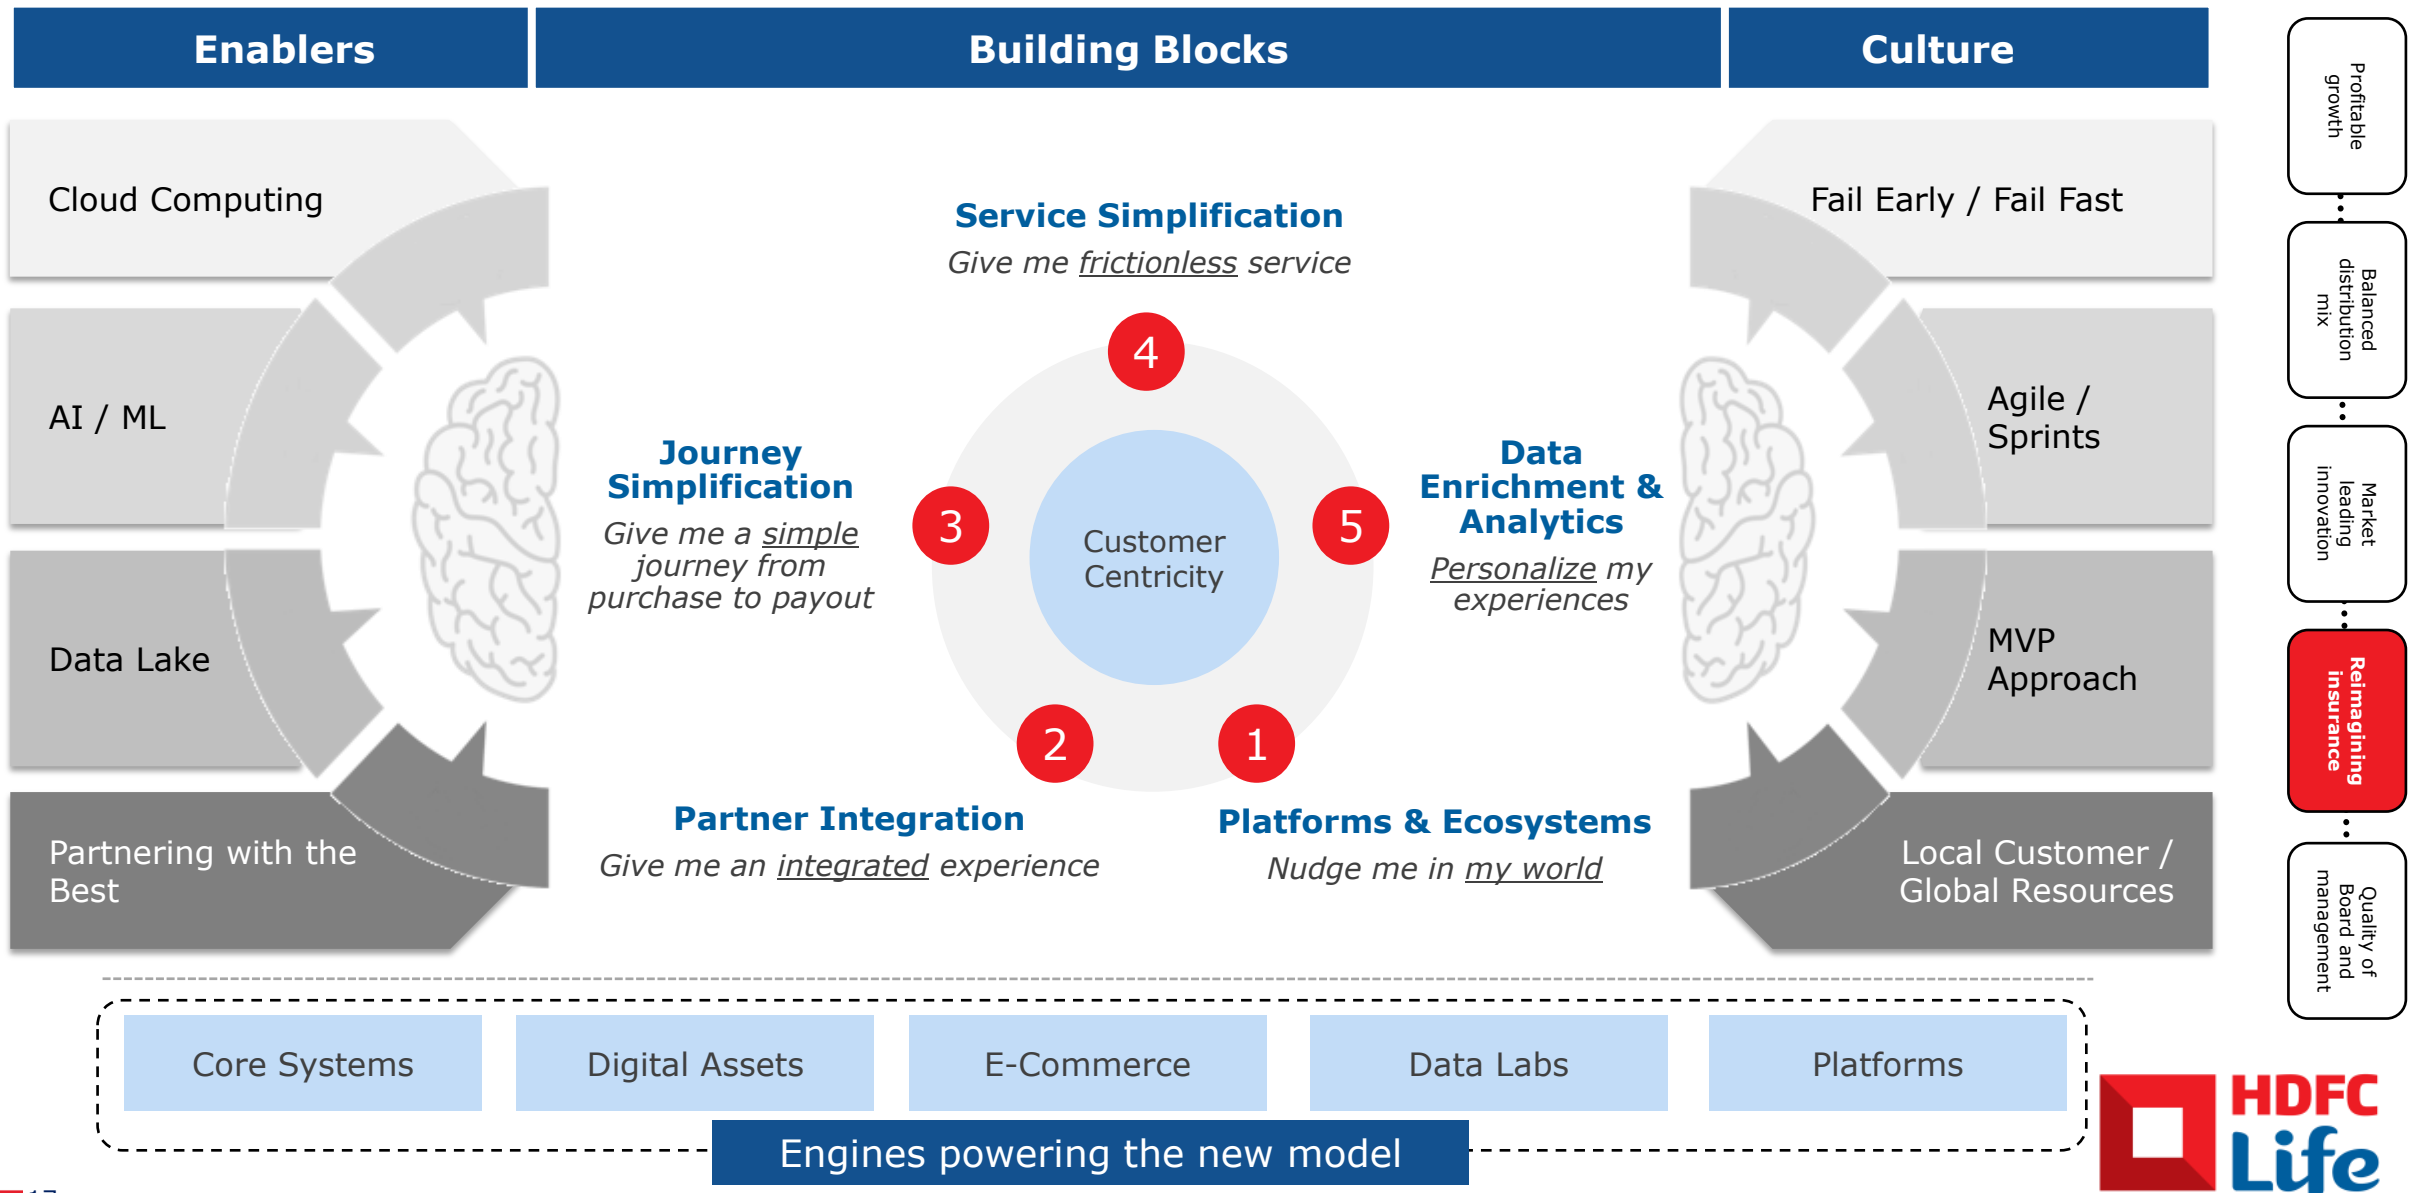 Enablers
Building Blocks
Culture
Cloud Computing
AI / ML
Data Lake
Partnering with the
Best
Service Simplification
Give me frictionless service
4
Journey
Simplification
Give me a simple
journey from
purchase to payout
3
Customer
Centricity
5
Data
Enrichment &
Analytics
Personalize my
experiences
2
1
Partner Integration
Give me an integrated experience
Platforms & Ecosystems
Nudge me in my world
Fail Early / Fail Fast
Agile /
Sprints
MVP
Approach
Local Customer /
Global Resources
Profitable
growth
Balanced
distribution
mix
Market
leading
innovation
Reimagining
insurance
Quality of
Board and
management
Core Systems
Digital Assets
E-Commerce
Data Labs
Platforms
Engines powering the new model
HDFC
Life